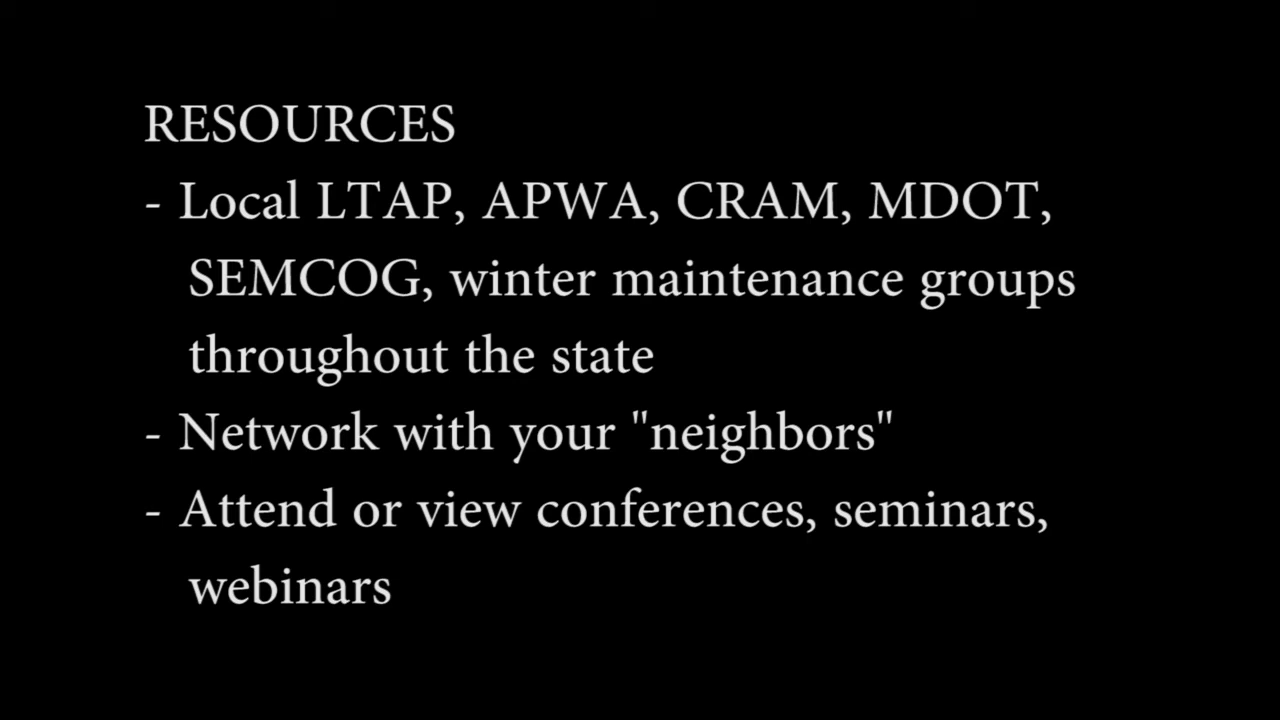 RESOURCES
- Local LTAP, APWA, CRAM, MDOT,
SEMCOG, winter maintenance groups
throughout the state
- Network with your "neighbors"
- Attend or view conferences, seminars,
webinars